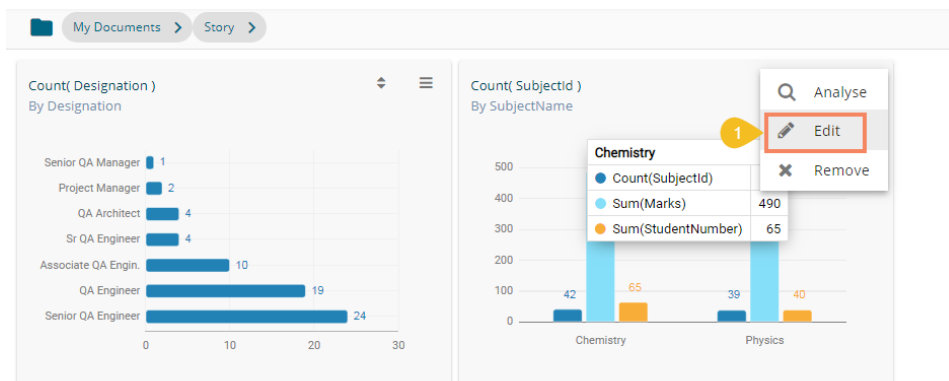 My Documents > Story >
Count( Designation )
By Designation
Senior QA Manager 1
Project Manager 2
QA Architect 4
Sr QA Engineer 4
Associate QA Engin. 10
QA Engineer 19
Senior QA Engineer 24
0 10 20 30
Count( SubjectId )
By SubjectName
Analyse
1 Edit
Remove
Chemistry
Count(SubjectId)
Sum(Marks) 490
Sum(StudentNumber) 65
500
400
300
200
100
0
42 65 39 40
Chemistry Physics